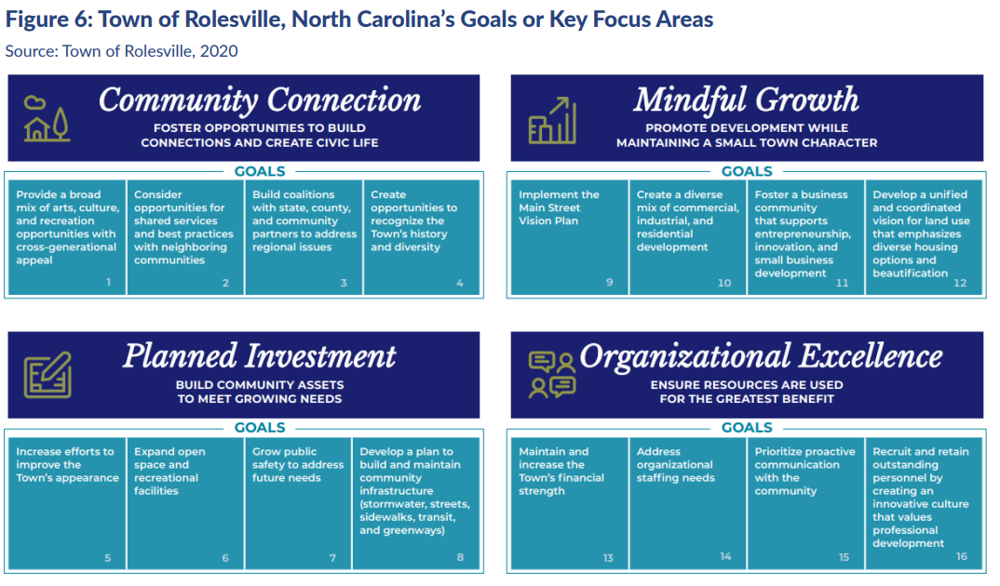 Figure 6: Town of Rolesville, North Carolina’s Goals or Key Focus Areas
Source: Town of Rolesville, 2020
Community Connection
FOSTER OPPORTUNITIES TO BUILD
CONNECTIONS AND CREATE CIVIC LIFE
GOALS
Provide a broad
mix of arts, culture,
and recreation
opportunities with
cross-generational
appeal
1
Consider
opportunities for
shared services
and best practices
with neighboring
communities
2
Build coalitions
with state, county,
and community
partners to address
regional issues
3
Create
opportunities to
recognize the
Town’s history
and diversity
4
Mindful Growth
PROMOTE DEVELOPMENT WHILE
MAINTAINING A SMALL TOWN CHARACTER
GOALS
Implement the
Main Street
Vision Plan
9
Create a diverse
mix of commercial,
industrial, and
residential
development
10
Foster a business
community
that supports
entrepreneurship,
innovation, and
small business
development
11
Develop a unified
and coordinated
vision for land use
that emphasizes
diverse housing
options and
beautification
12
Planned Investment
BUILD COMMUNITY ASSETS
TO MEET GROWING NEEDS
GOALS
Increase efforts to
improve the
Town’s appearance
5
Expand open
space and
recreational
facilities
6
Grow public
safety to address
future needs
7
Develop a plan to
build and maintain
community
infrastructure
(stormwater, streets,
sidewalks, transit,
and greenways)
8
Organizational Excellence
ENSURE RESOURCES ARE USED
FOR THE GREATEST BENEFIT
GOALS
Maintain and
increase the
Town’s financial
strength
13
Address
organizational
staffing needs
14
Prioritize proactive
communication
with the
community
15
Recruit and retain
outstanding
personnel by
creating an
innovative culture
that values
professional
development
16